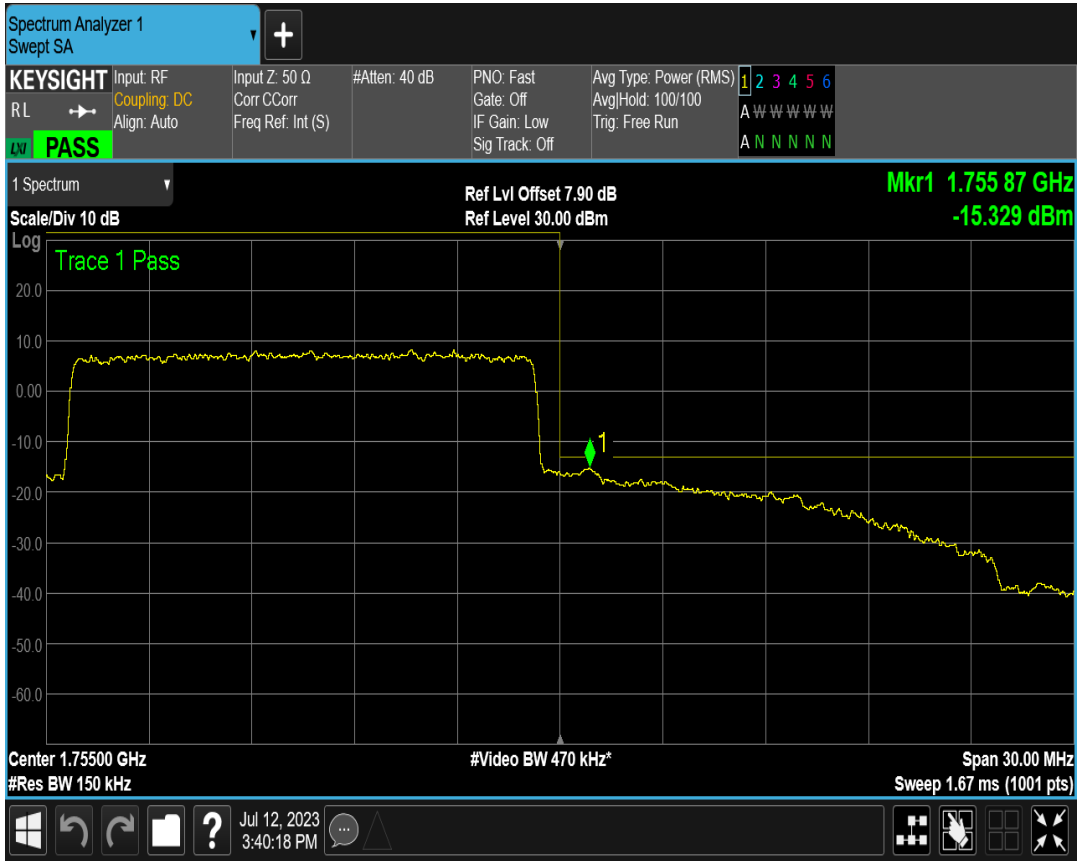 Spectrum Analyzer 1
Swept SA
+
KEYSIGHT
RL
LXI PASS
Input: RF
Coupling: DC
Align: Auto
Input Z: 50 Ω
Corr CCorr
Freq Ref: Int (S)
#Atten: 40 dB
PNO: Fast
Gate: Off
IF Gain: Low
Sig Track: Off
Avg Type: Power (RMS)
Avg|Hold: 100/100
Trig: Free Run
1 2 3 4 5 6
A W W W W W
A N N N N N
1 Spectrum
Scale/Div 10 dB
Ref Lvl Offset 7.90 dB
Ref Level 30.00 dBm
Mkr1 1.755 87 GHz
-15.329 dBm
Log
Trace 1 Pass
20.0
10.0
0.00
-10.0
1
-20.0
-30.0
-40.0
-50.0
-60.0
Center 1.75500 GHz
#Video BW 470 kHz*
Span 30.00 MHz
#Res BW 150 kHz
Sweep 1.67 ms (1001 pts)
?
Jul 12, 2023
3:40:18 PM
...